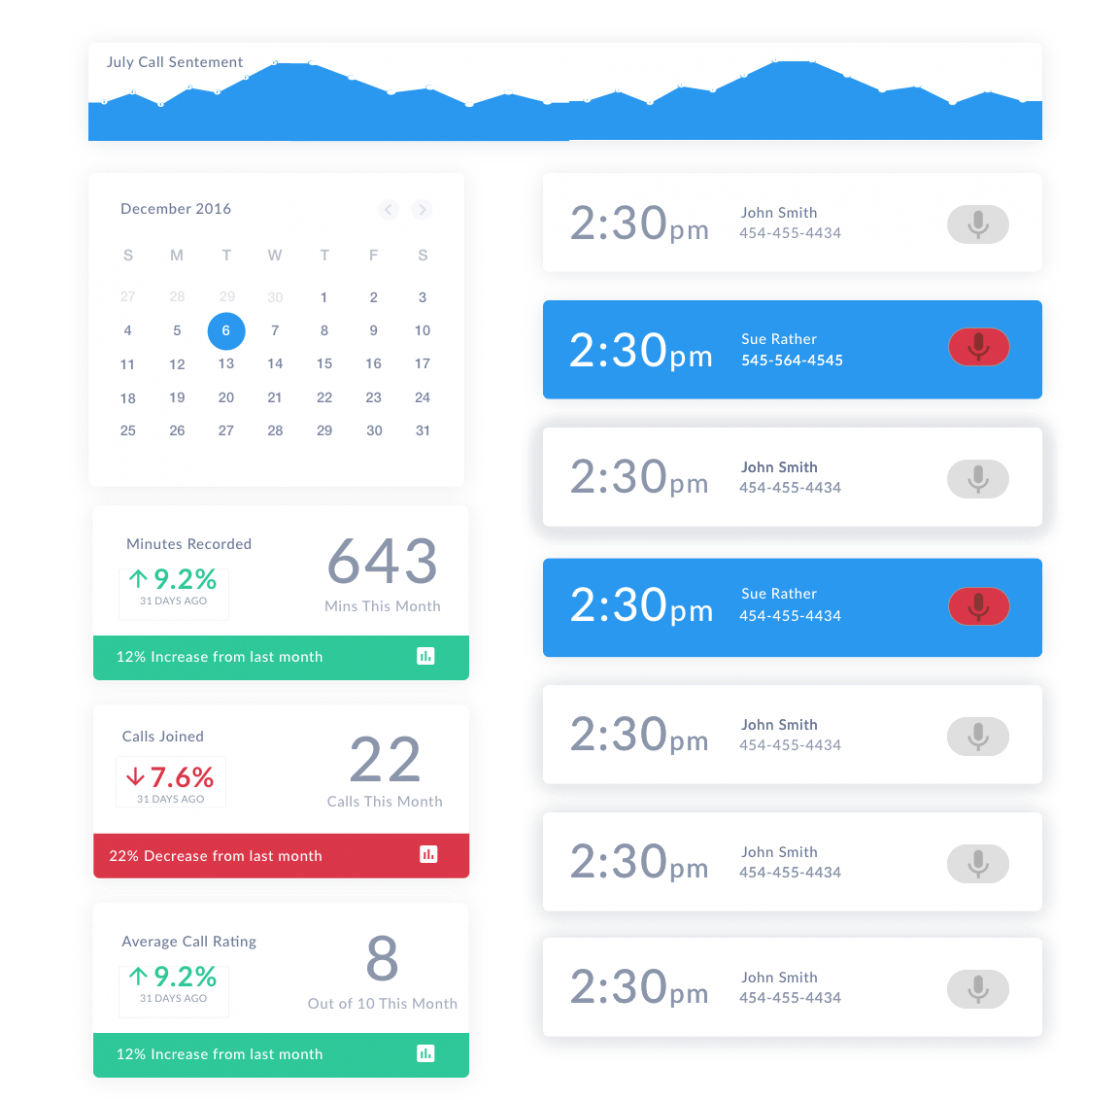 July Call Sentement
December 2016
S M T W T F S
27 28 29 30 1 2 3
4 5 6 7 8 9 10
11 12 13 14 15 16 17
18 19 20 21 22 23 24
25 26 27 28 29 30 31
Minutes Recorded
9.2%
31 DAYS AGO
643
Mins This Month
12% Increase from last month
Calls Joined
7.6%
31 DAYS AGO
22
Calls This Month
22% Decrease from last month
Average Call Rating
9.2%
31 DAYS AGO
8
Out of 10 This Month
12% Increase from last month
2:30pm
John Smith
454-455-4434
2:30pm
Sue Rather
545-564-4545
2:30pm
John Smith
454-455-4434
2:30pm
Sue Rather
454-455-4434
2:30pm
John Smith
454-455-4434
2:30pm
John Smith
454-455-4434
2:30pm
John Smith
454-455-4434